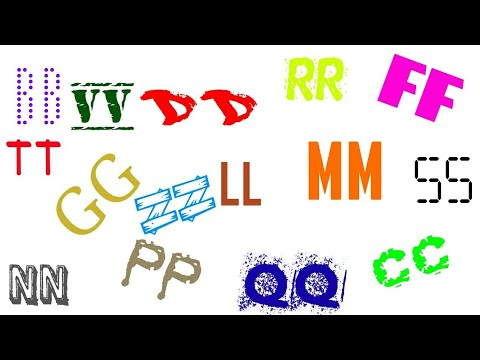 BB VV DD RR FF
TT GG ZZ LL MM SS
NN PP QQ CC